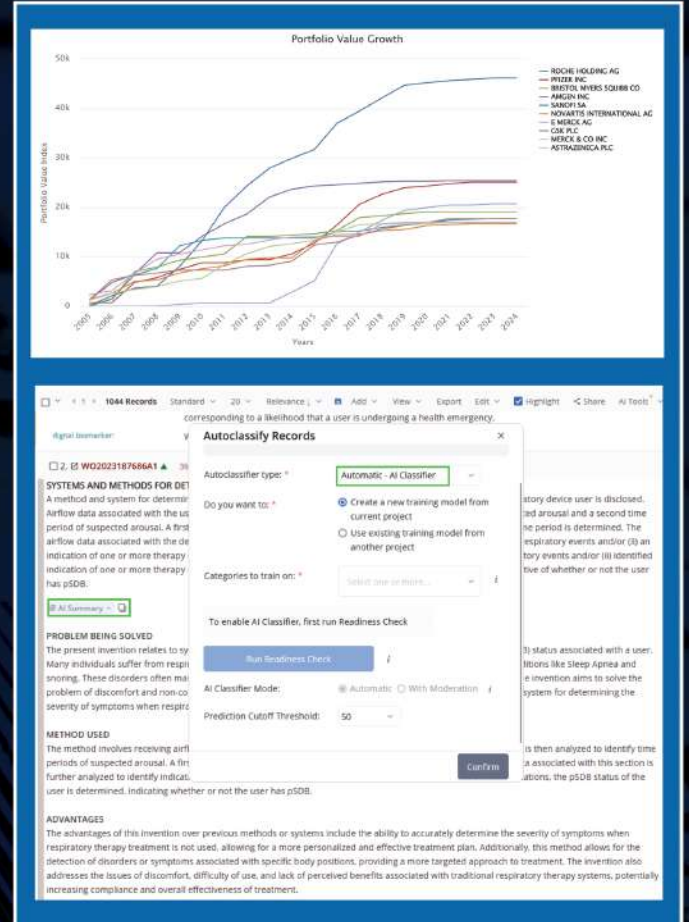 Portfolio Value Growth
50k
40k
30k
20k
10k
0
Portfolio Value Index
2005 2006 2007 2008 2009 2010 2011 2012 2013 2014 2015 2016 2017 2018 2019 2020 2021 2022 2023 2024
Years
ROCHE HOLDING AG
PFIZER INC
BRISTOL MYERS SQUIBB CO
AMGEN INC
SANOFI SA
NOVARTIS INTERNATIONAL AG
E MERCK AG
GSK PLC
MERCK & CO INC
ASTRAZENECA PLC
1 1044 Records Standard 20 Relevance Add View Export Edit Highlight Share AI Tools
corresponding to a likelihood that a user is undergoing a health emergency.
digital biomarker:
Autoclassify Records ×
2. WO2023187686A1
SYSTEMS AND METHODS FOR DET
A method and system for determin
Airflow data associated with the us
period of suspected arousal. A first
airflow data associated with the de
indication of one or more therapy
indication of one or more therapy
has pSDB.
atory device user is disclosed.
ted arousal and a second time
he period is determined. The
espiratory events and/or (ii) an
tory events and/or (ii) identified
tive of whether or not the user
Autoclassifier type: * Automatic - AI Classifier
Do you want to: * Create a new training model from
current project
Use existing training model from
another project
Categories to train on: * Select one or more... i
To enable AI Classifier, first run Readiness Check
Run Readiness Check i
AI Classifier Mode: Automatic With Moderation i
Prediction Cutoff Threshold: 50
Confirm
AI Summary
PROBLEM BEING SOLVED
The present invention relates to sy
Many individuals suffer from respi
snoring. These disorders often ma
problem of discomfort and non-co
severity of symptoms when respira
status associated with a user.
ditions like Sleep Apnea and
e invention aims to solve the
system for determining the
METHOD USED
The method involves receiving airfl
periods of suspected arousal. A fir
further analyzed to identify indicat
is then analyzed to identify time
a associated with this section is
ations, the pSDB status of the
user is determined, indicating whether or not the user has pSDB.
ADVANTAGES
The advantages of this invention over previous methods or systems include the ability to accurately determine the severity of symptoms when
respiratory therapy treatment is not used, allowing for a more personalized and effective treatment plan. Additionally, this method allows for the
detection of disorders or symptoms associated with specific body positions, providing a more targeted approach to treatment. The invention also
addresses the issues of discomfort, difficulty of use, and lack of perceived benefits associated with traditional respiratory therapy systems, potentially
increasing compliance and overall effectiveness of treatment.